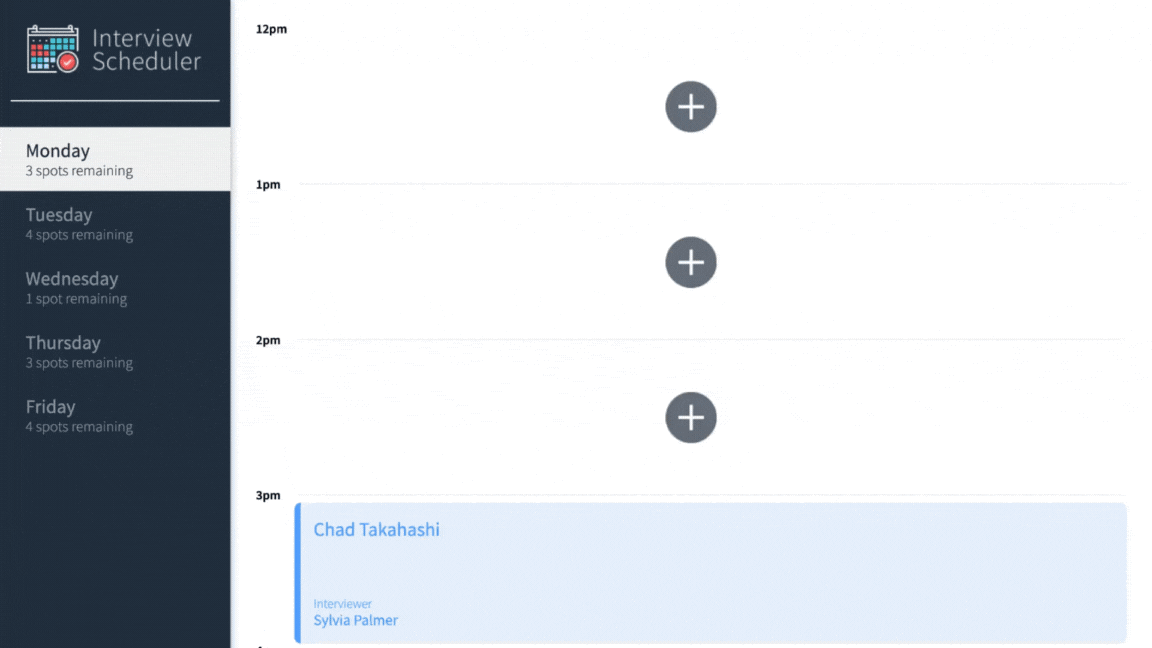 Interview
Scheduler
Monday
3 spots remaining
Tuesday
4 spots remaining
Wednesday
1 spot remaining
Thursday
3 spots remaining
Friday
4 spots remaining
12pm
1pm
2pm
3pm
Chad Takahashi
Interviewer
Sylvia Palmer